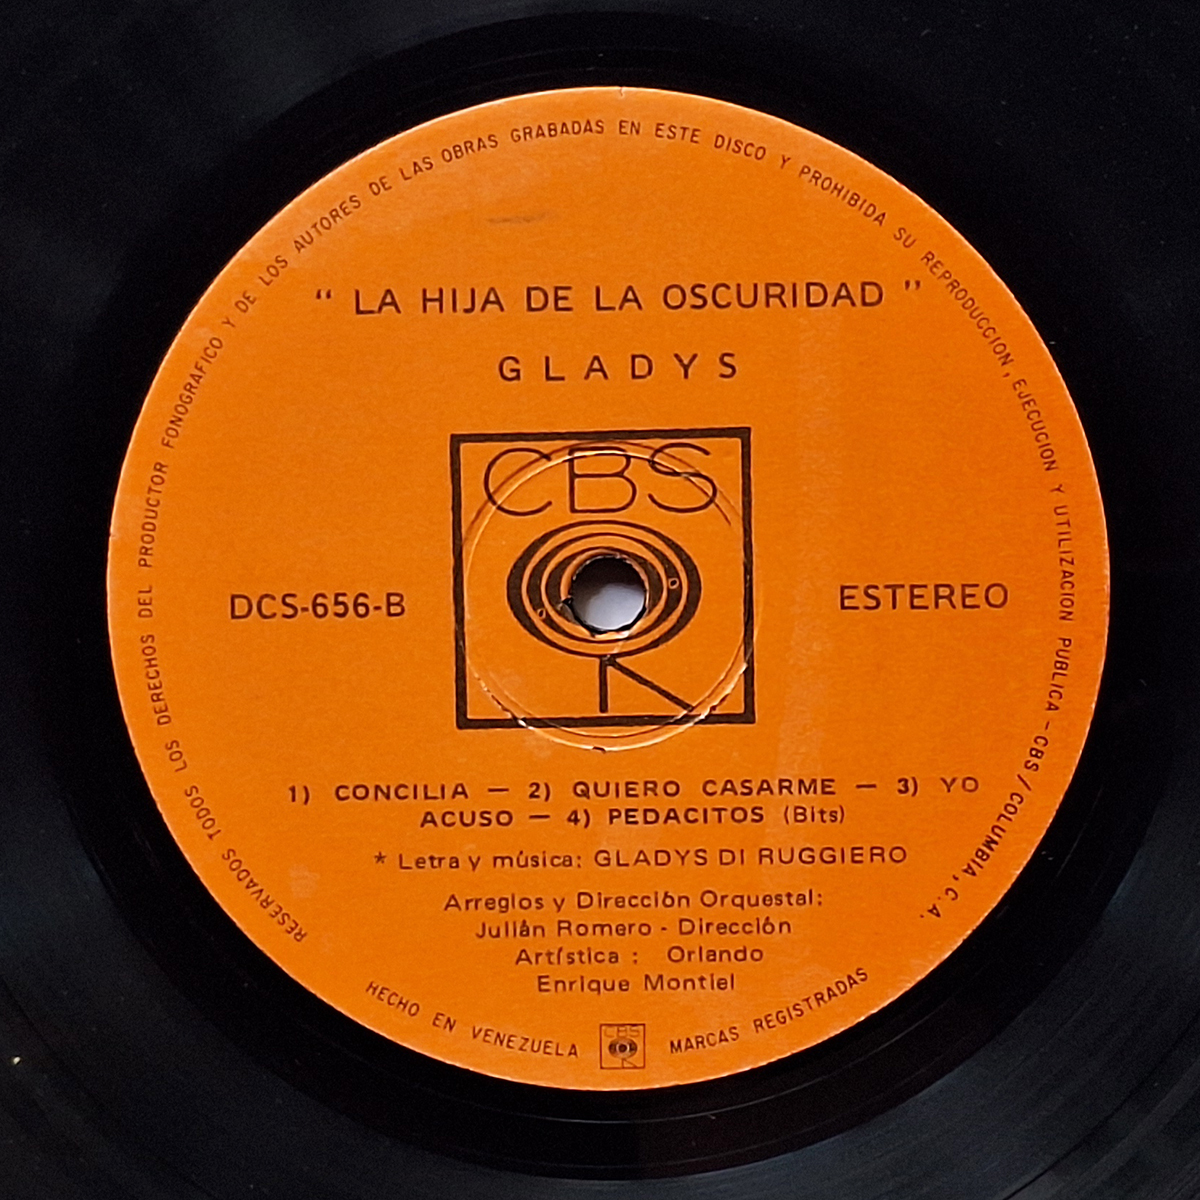 RESERVADOS TODOS LOS DERECHOS DEL PRODUCTOR FONOGRAFICO Y DE LOS AUTORES DE LAS OBRAS GRABADAS EN ESTE DISCO Y PROHIBIDA SU REPRODUCCION, EJECUCION Y UTILIZACION PUBLICA - CBS/COLUMBIA, C.A.
“ LA HIJA DE LA OSCURIDAD ”
GLADYS
CBS
DCS-656-B
ESTEREO
1) CONCILIA — 2) QUIERO CASARME — 3) YO
ACUSO — 4) PEDACITOS (Bits)
* Letra y música: GLADYS DI RUGGIERO
Arreglos y Dirección Orquestal:
Julián Romero - Dirección
Artística : Orlando
Enrique Montiel
HECHO EN VENEZUELA CBS MARCAS REGISTRADAS